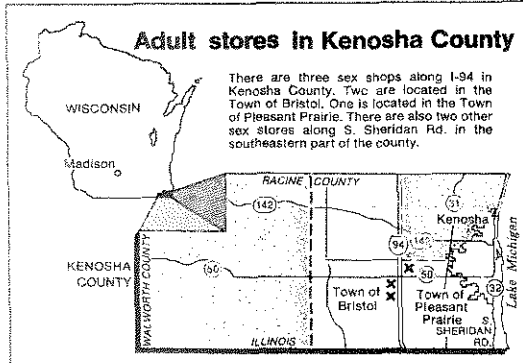 Adult stores in Kenosha County
There are three sex shops along I-94 in
Kenosha County. Two are located in the
Town of Bristol. One is located in the Town
of Pleasant Prairie. There are also two other
sex stores along S. Sheridan Rd. in the
southeastern part of the county.
WISCONSIN
Madison
RACINE COUNTY
142
31
Kenosha
94
KENOSHA
COUNTY
WALWORTH COUNTY
50
50
Town of
Bristol
Town of
Pleasant
Prairie
32
Lake Michigan
S.
SHERIDAN
RD.
ILLINOIS